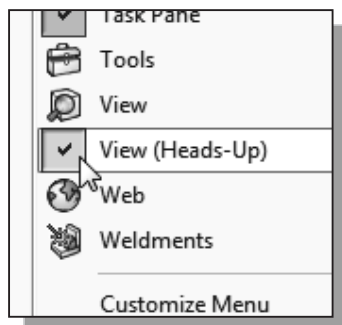 Task Pane
Tools
View
View (Heads-Up)
Web
Weldments
Customize Menu